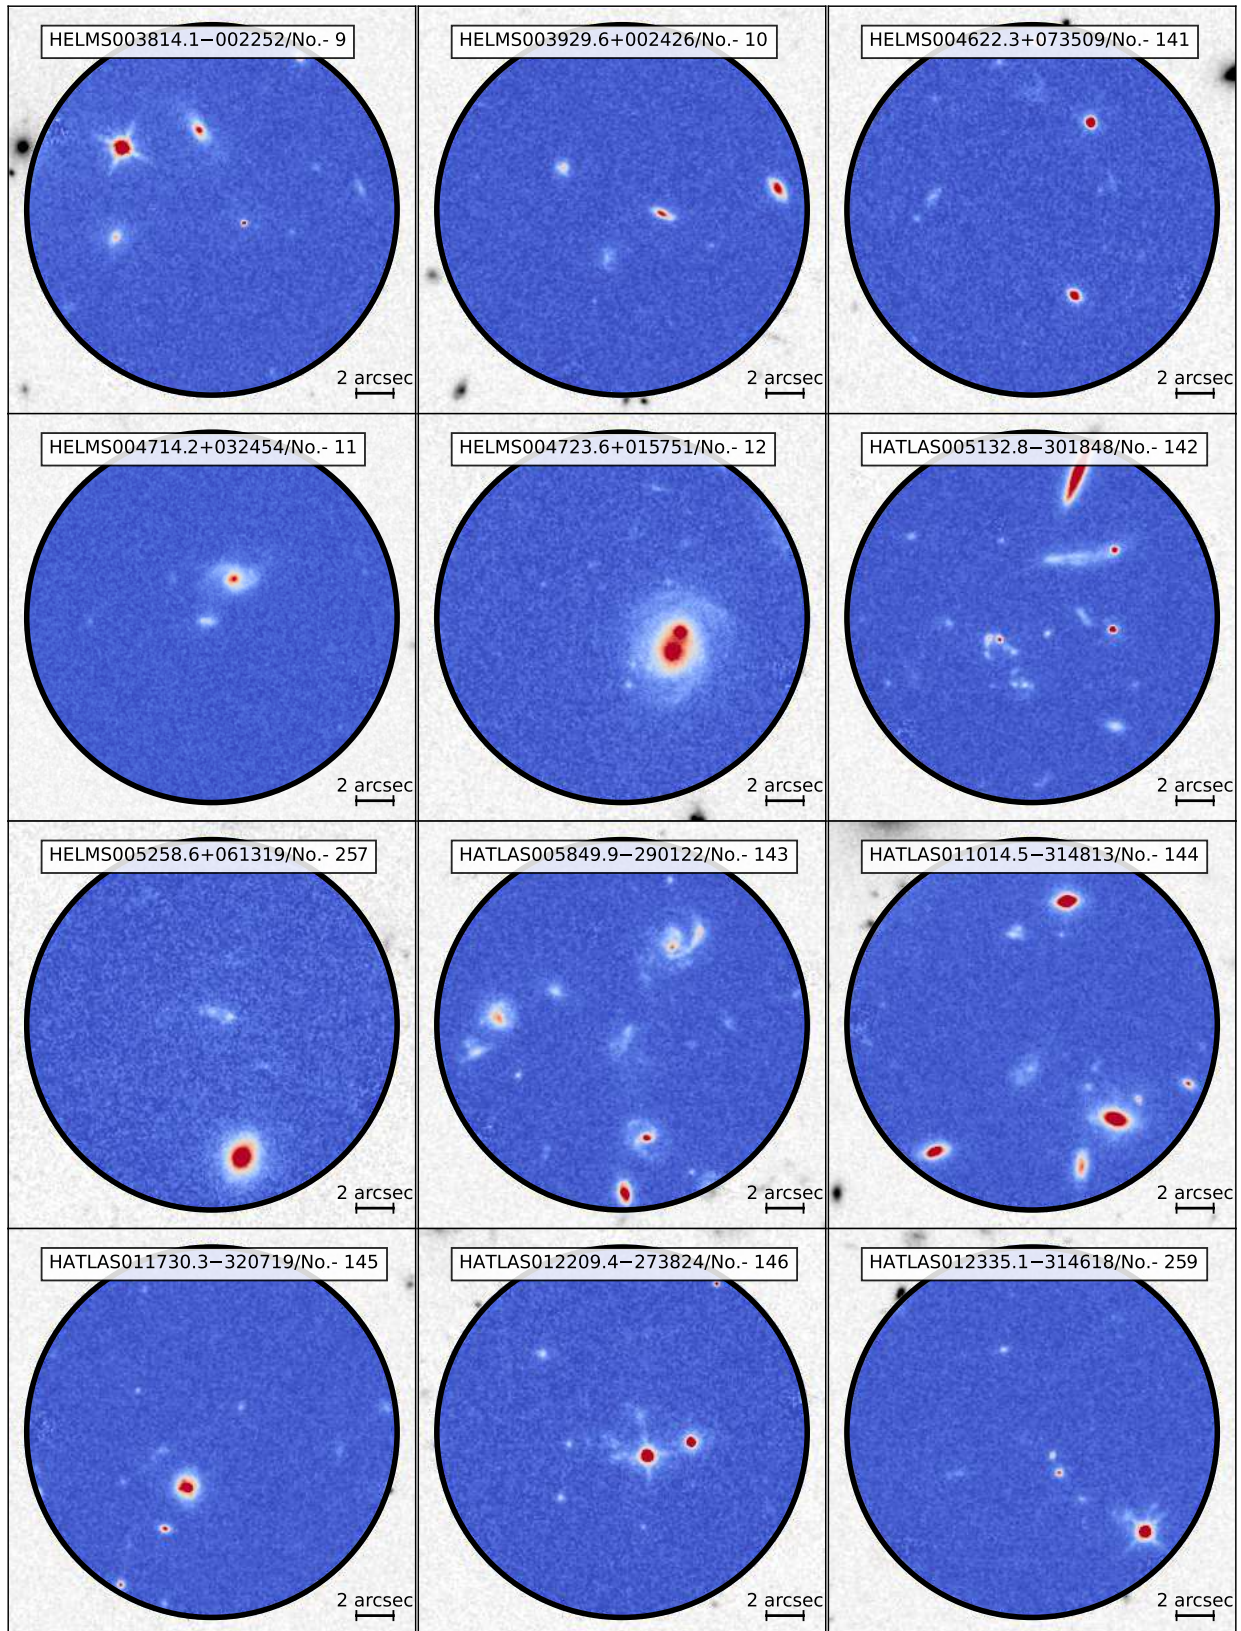 HELMS003814.1−002252/No.- 9
HELMS003929.6+002426/No.- 10
HELMS004622.3+073509/No.- 141
2 arcsec
2 arcsec
2 arcsec
HELMS004714.2+032454/No.- 11
HELMS004723.6+015751/No.- 12
HATLAS005132.8−301848/No.- 142
2 arcsec
2 arcsec
2 arcsec
HELMS005258.6+061319/No.- 257
HATLAS005849.9−290122/No.- 143
HATLAS011014.5−314813/No.- 144
2 arcsec
2 arcsec
2 arcsec
HATLAS011730.3−320719/No.- 145
HATLAS012209.4−273824/No.- 146
HATLAS012335.1−314618/No.- 259
2 arcsec
2 arcsec
2 arcsec